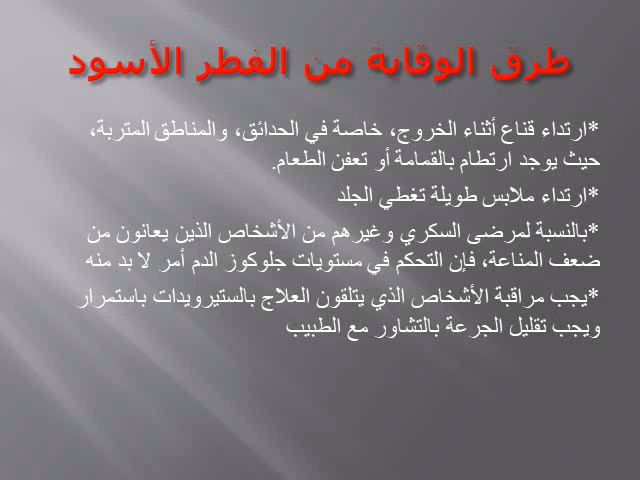 طرق الوقاية من الفطر الأسود
*ارتداء قناع أثناء الخروج، خاصة في الحدائق، والمناطق المتربة،
حيث يوجد ارتطام بالقمامة أو تعفن الطعام.
*ارتداء ملابس طويلة تغطي الجلد
*بالنسبة لمرضى السكري وغيرهم من الأشخاص الذين يعانون من
ضعف المناعة، فإن التحكم في مستويات جلوكوز الدم أمر لا بد منه
*يجب مراقبة الأشخاص الذي يتلقون العلاج بالستيرويدات باستمرار
ويجب تقليل الجرعة بالتشاور مع الطبيب